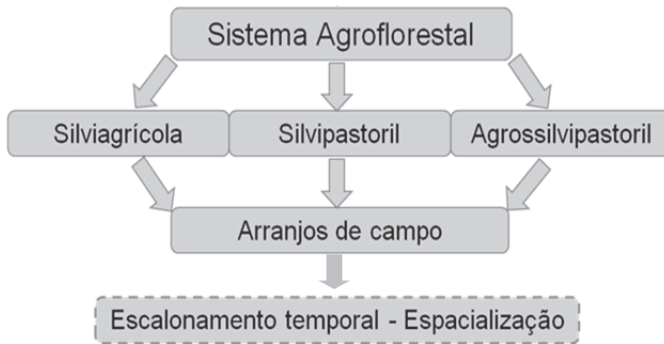 Sistema Agroflorestal
Silviagrícola
Silvipastoril
Agrossilvipastoril
Arranjos de campo
Escalonamento temporal - Espacialização